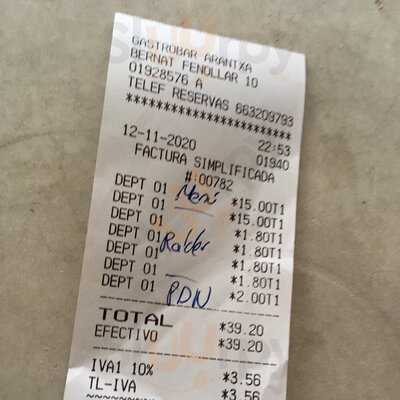 GASTROBAR ARANTXA
BERNAT FENOLLAR 10
01928576 A
TELEF RESERVAS 663209793
*************************
12-11-2020 22:53
01940
FACTURA SIMPLIFICADA
#:00782
DEPT 01 Menú *15.00T1
DEPT 01 *15.00T1
DEPT 01 *1.80T1
DEPT 01 *1.80T1
DEPT 01 *1.80T1
DEPT 01 *1.80T1
DEPT 01 PDN *2.00T1
TOTAL *39.20
EFECTIVO *39.20
IVA1 10% *3.56
TL-IVA *3.56